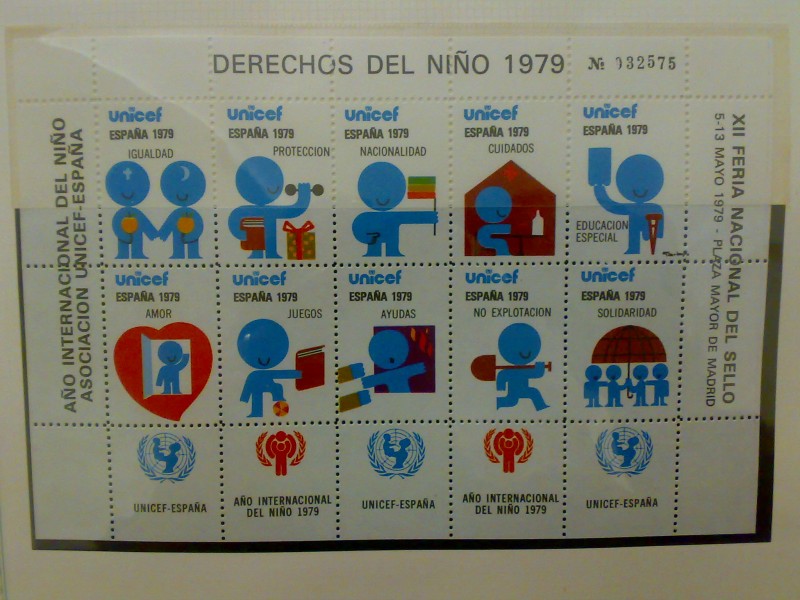 DERECHOS DEL NIÑO 1979 № 032575
AÑO INTERNACIONAL DEL NIÑO
ASOCIACION UNICEF-ESPAÑA
unicef
ESPAÑA 1979
IGUALDAD
unicef
ESPAÑA 1979
PROTECCION
unicef
ESPAÑA 1979
NACIONALIDAD
unicef
ESPAÑA 1979
CUIDADOS
unicef
ESPAÑA 1979
EDUCACION
ESPECIAL
unicef
ESPAÑA 1979
AMOR
unicef
ESPAÑA 1979
JUEGOS
unicef
ESPAÑA 1979
AYUDAS
unicef
ESPAÑA 1979
NO EXPLOTACION
unicef
ESPAÑA 1979
SOLIDARIDAD
UNICEF-ESPAÑA
AÑO INTERNACIONAL
DEL NIÑO 1979
UNICEF-ESPAÑA
AÑO INTERNACIONAL
DEL NIÑO 1979
UNICEF-ESPAÑA
XII FERIA NACIONAL DEL SELLO
5-13 MAYO 1979 - PLAZA MAYOR DE MADRID